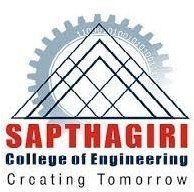 SAPTHAGIRI
College of Engineering
Creating Tomorrow